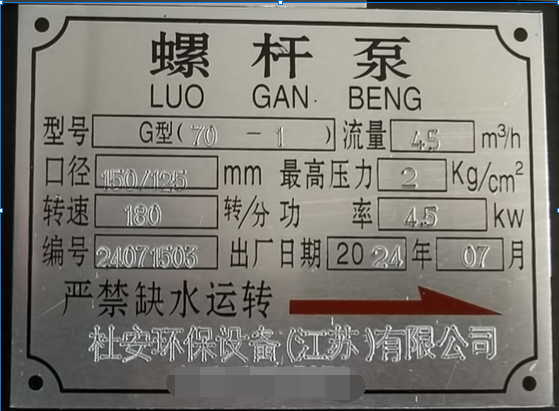 螺杆泵
LUO GAN BENG
型号 G型(70 - 1) 流量 45 m³/h
口径 150/125 mm 最高压力 2 Kg/cm²
转速 180 转/分 功率 4.5 kw
编号 24071503 出厂日期 2024年 07月
严禁缺水运转
杜安环保设备(江苏)有限公司